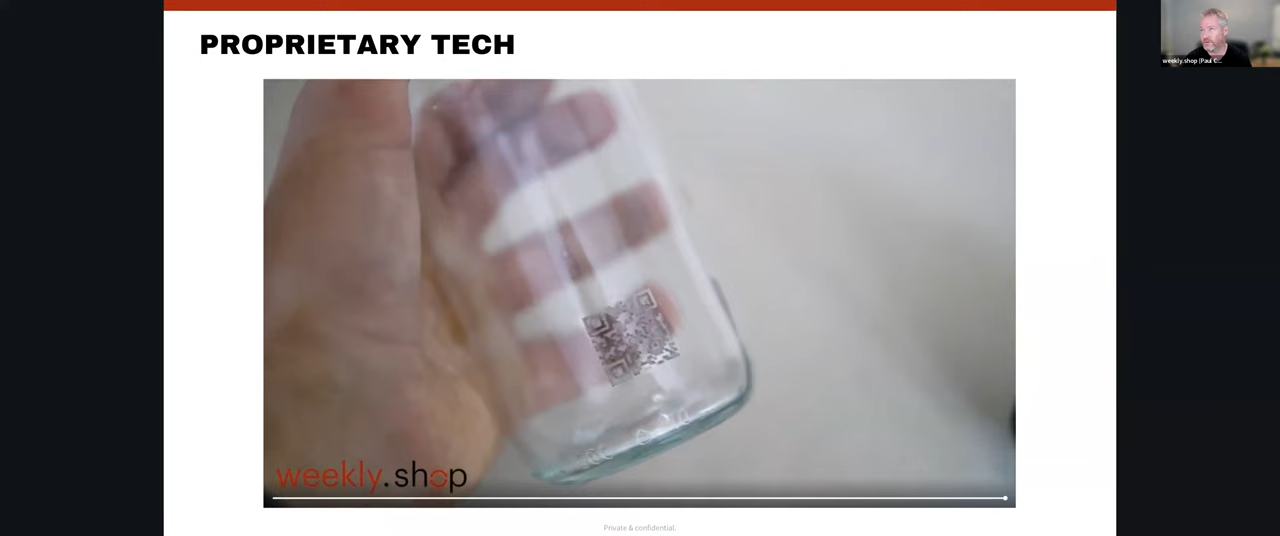 PROPRIETARY TECH
weekly.shop (Paul C...
weekly.shop
Private & confidential.